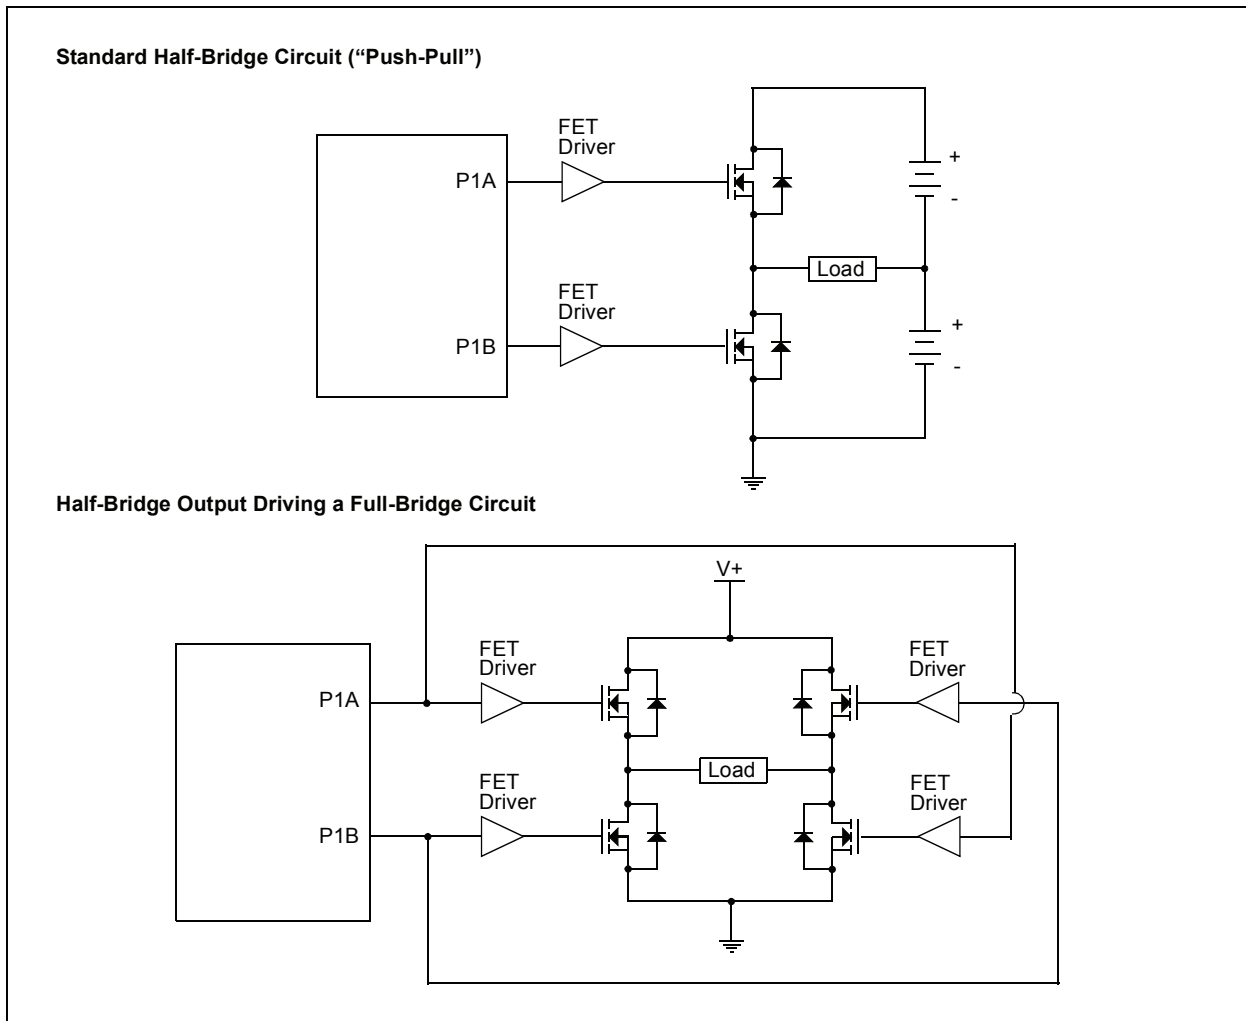 Standard Half-Bridge Circuit (“Push-Pull”)
FET
Driver
P1A
+
-
Load
FET
Driver
P1B
+
-
Half-Bridge Output Driving a Full-Bridge Circuit
V+
FET
Driver
FET
Driver
P1A
Load
FET
Driver
FET
Driver
P1B